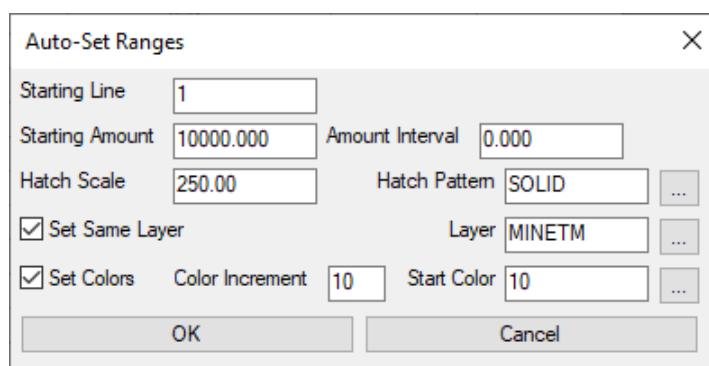 Auto-Set Ranges
Starting Line 1
Starting Amount 10000.000 Amount Interval 0.000
Hatch Scale 250.00 Hatch Pattern SOLID ...
Set Same Layer Layer MINETM ...
Set Colors Color Increment 10 Start Color 10 ...
OK Cancel